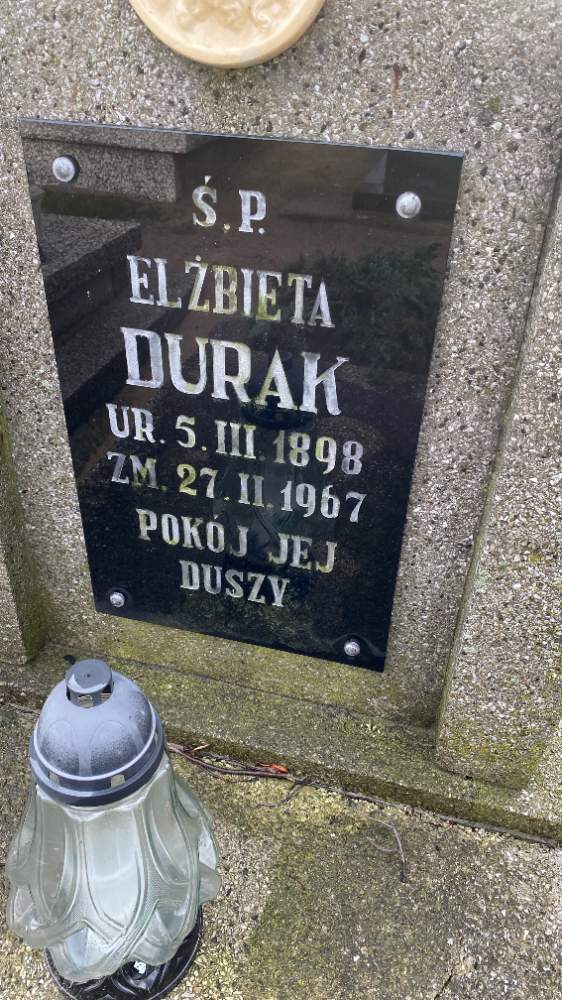 Ś.P.
ELŻBIETA
DURAK
UR. 5.III.1898
ZM. 27.II.1967
POKÓJ JEJ
DUSZY